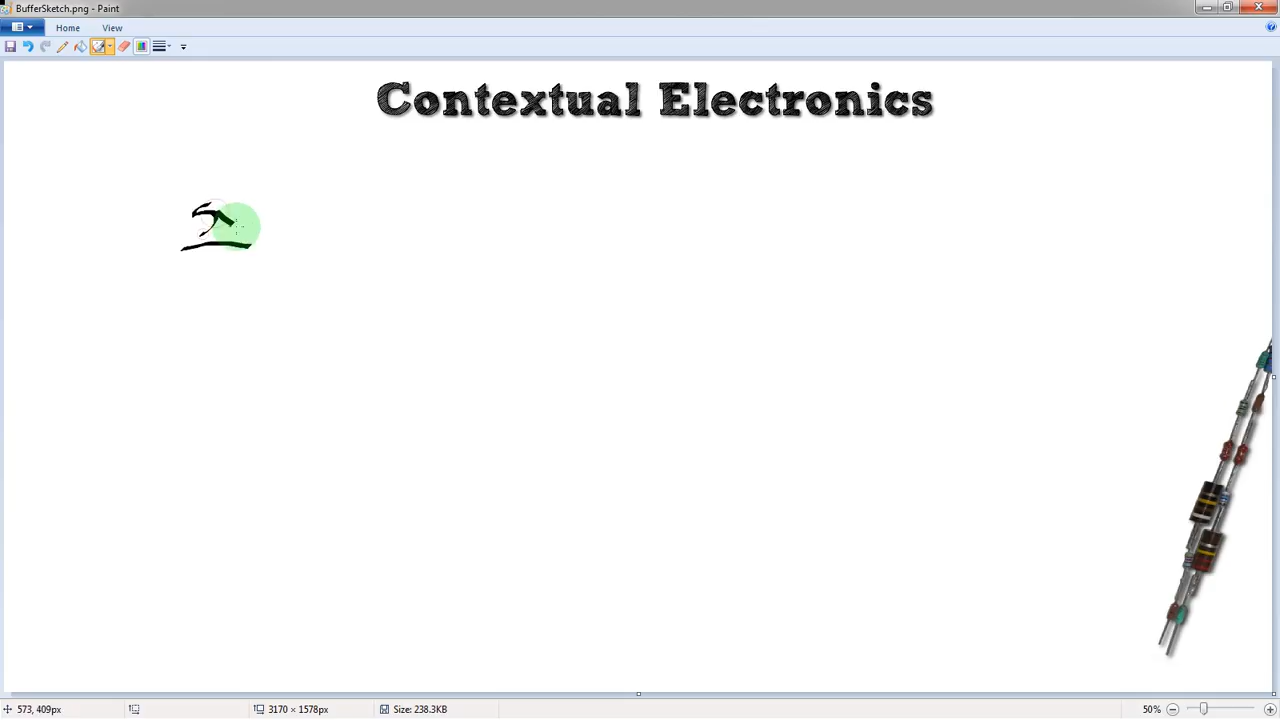 BufferSketch.png - Paint
Home View
Contextual Electronics
573, 409px 3170 × 1578px Size: 238.3KB 50%